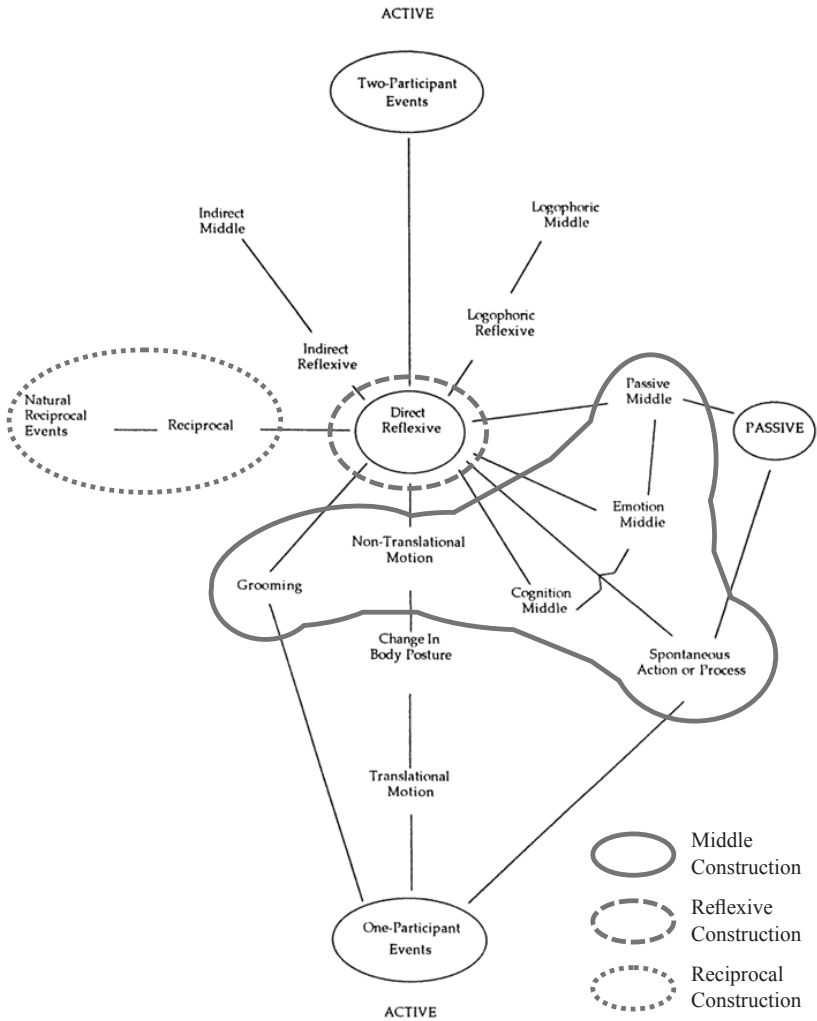 ACTIVE
Two-Participant
Events
Indirect
Middle
Logophoric
Middle
Logophoric
Reflexive
Indirect
Reflexive
Natural
Reciprocal
Events
Reciprocal
Direct
Reflexive
Passive
Middle
PASSIVE
Emotion
Middle
Non-Translational
Motion
Grooming
Cognition
Middle
Change In
Body Posture
Spontaneous
Action or Process
Translational
Motion
One-Participant
Events
ACTIVE
Middle
Construction
Reflexive
Construction
Reciprocal
Construction